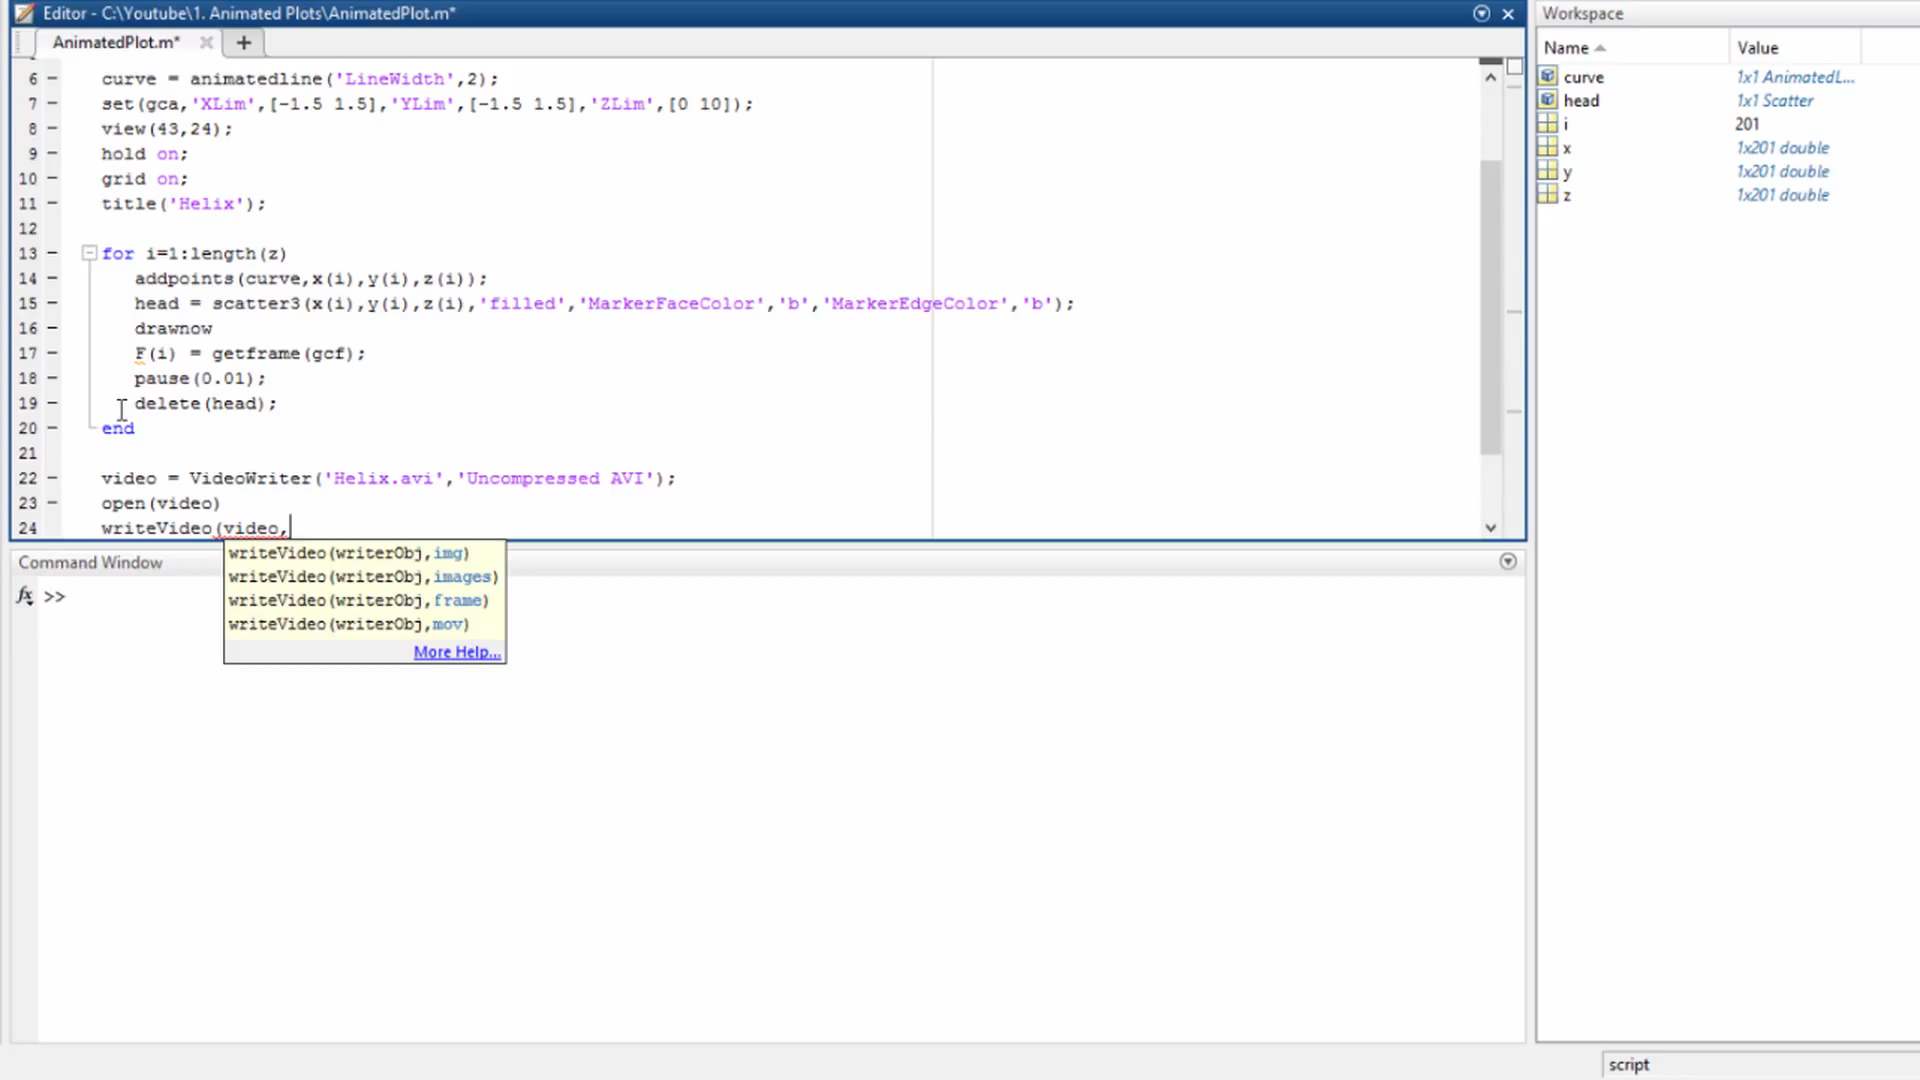 Editor - C:\Youtube\1. Animated Plots\AnimatedPlot.m*
AnimatedPlot.m*
6 - curve = animatedline('LineWidth',2);
7 - set(gca,'XLim',[-1.5 1.5],'YLim',[-1.5 1.5],'ZLim',[0 10]);
8 - view(43,24);
9 - hold on;
10 - grid on;
11 - title('Helix');
12
13 - for i=1:length(z)
14 - addpoints(curve,x(i),y(i),z(i));
15 - head = scatter3(x(i),y(i),z(i),'filled','MarkerFaceColor','b','MarkerEdgeColor','b');
16 - drawnow
17 - F(i) = getframe(gcf);
18 - pause(0.01);
19 - delete(head);
20 - end
21
22 - video = VideoWriter('Helix.avi','Uncompressed AVI');
23 - open(video)
24 writeVideo(video,
writeVideo(writerObj,img)
writeVideo(writerObj,images)
writeVideo(writerObj,frame)
writeVideo(writerObj,mov)
More Help...
Command Window
fx >>
Workspace
Name Value
curve 1x1 AnimatedL...
head 1x1 Scatter
i 201
x 1x201 double
y 1x201 double
z 1x201 double
script